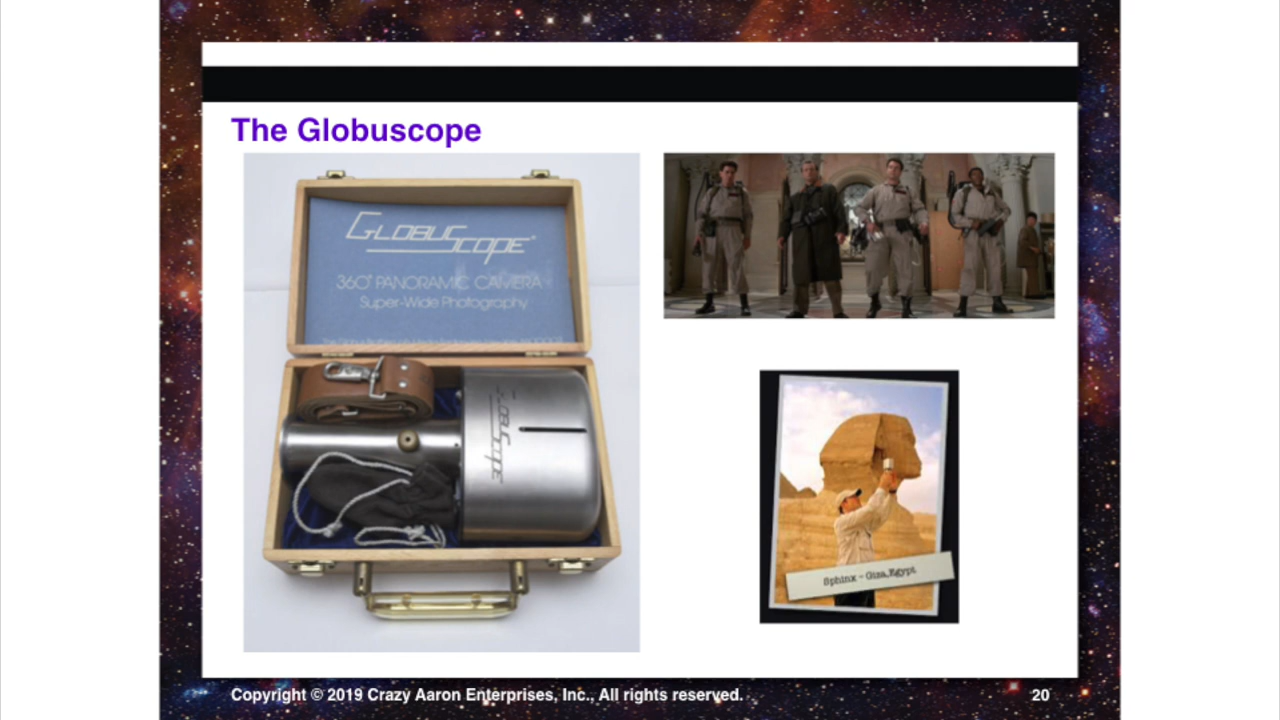 The Globuscope
GLOBUSCOPE®
360° PANORAMIC CAMERA
Super-Wide Photography
GLOBUSCOPE
Sphinx - Giza, Egypt
Copyright © 2019 Crazy Aaron Enterprises, Inc., All rights reserved.
20